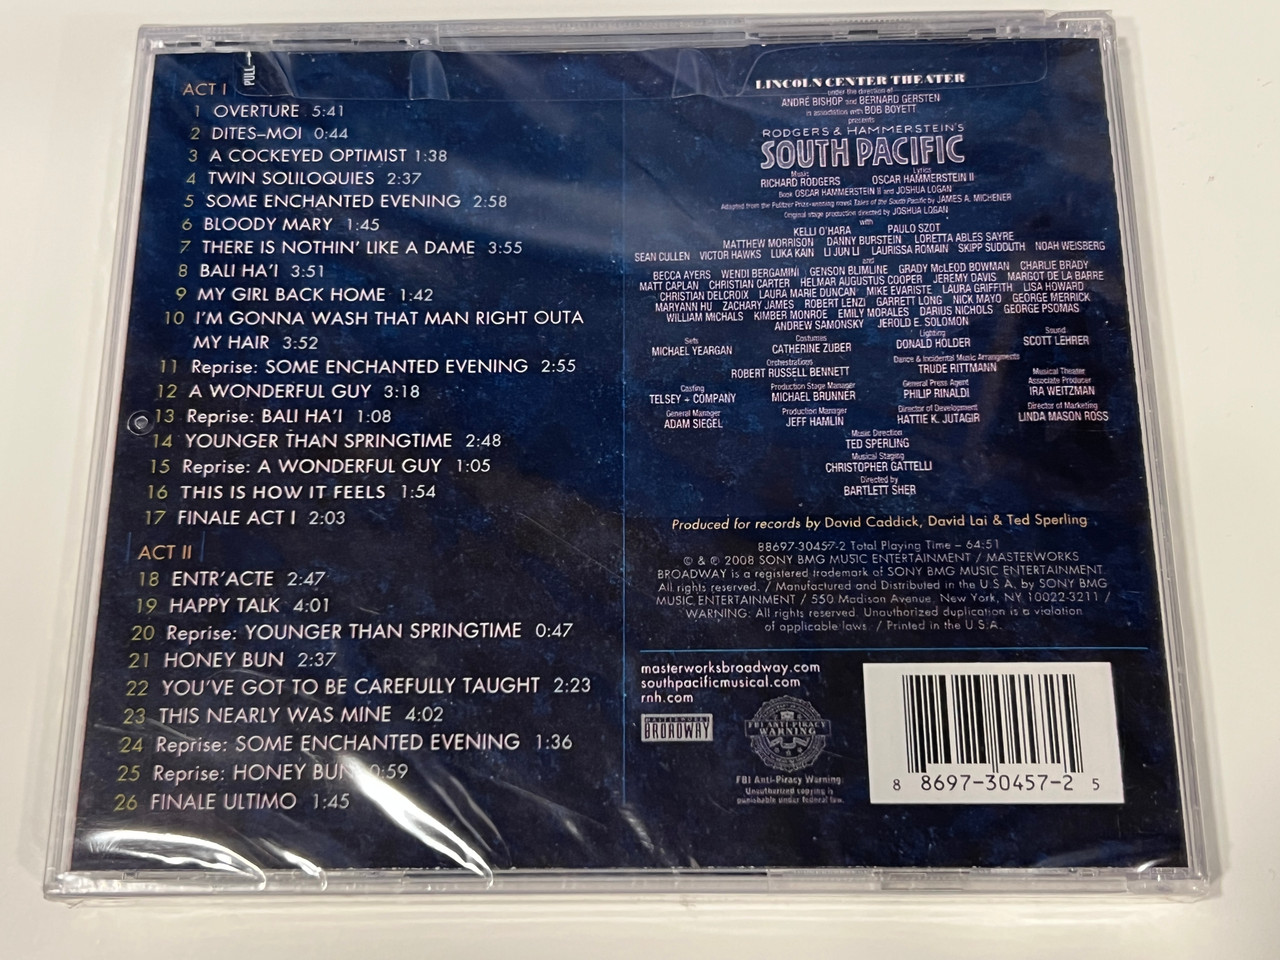 PULL
ACT I
1 OVERTURE 5:41
2 DITES–MOI 0:44
3 A COCKEYED OPTIMIST 1:38
4 TWIN SOLILOQUIES 2:37
5 SOME ENCHANTED EVENING 2:58
6 BLOODY MARY 1:45
7 THERE IS NOTHIN' LIKE A DAME 3:55
8 BALI HA'I 3:51
9 MY GIRL BACK HOME 1:42
10 I'M GONNA WASH THAT MAN RIGHT OUTA
MY HAIR 3:52
11 Reprise: SOME ENCHANTED EVENING 2:55
12 A WONDERFUL GUY 3:18
13 Reprise: BALI HA'I 1:08
14 YOUNGER THAN SPRINGTIME 2:48
15 Reprise: A WONDERFUL GUY 1:05
16 THIS IS HOW IT FEELS 1:54
17 FINALE ACT I 2:03
ACT II
18 ENTR'ACTE 2:47
19 HAPPY TALK 4:01
20 Reprise: YOUNGER THAN SPRINGTIME 0:47
21 HONEY BUN 2:37
22 YOU'VE GOT TO BE CAREFULLY TAUGHT 2:23
23 THIS NEARLY WAS MINE 4:02
24 Reprise: SOME ENCHANTED EVENING 1:36
25 Reprise: HONEY BUN 0:59
26 FINALE ULTIMO 1:45
LINCOLN CENTER THEATER
under the direction of
ANDRÉ BISHOP and BERNARD GERSTEN
in association with BOB BOYETT
presents
RODGERS & HAMMERSTEIN'S
SOUTH PACIFIC
Music Lyrics
RICHARD RODGERS OSCAR HAMMERSTEIN II
Book OSCAR HAMMERSTEIN II and JOSHUA LOGAN
Adapted from the Pulitzer Prize-winning novel Tales of the South Pacific by JAMES A. MICHENER
Original stage production directed by JOSHUA LOGAN
with
KELLI O'HARA PAULO SZOT
MATTHEW MORRISON DANNY BURSTEIN LORETTA ABLES SAYRE
SEAN CULLEN VICTOR HAWKS LUKA KAIN LI JUN LI LAURISSA ROMAIN SKIPP SUDDUTH NOAH WEISBERG
and
BECCA AYERS WENDI BERGAMINI GENSON BLIMLINE GRADY McLEOD BOWMAN CHARLIE BRADY
MATT CAPLAN CHRISTIAN CARTER HELMAR AUGUSTUS COOPER JEREMY DAVIS MARGOT DE LA BARRE
CHRISTIAN DELCROIX LAURA MARIE DUNCAN MIKE EVARISTE LAURA GRIFFITH LISA HOWARD
MARYANN HU ZACHARY JAMES ROBERT LENZI GARRETT LONG NICK MAYO GEORGE MERRICK
WILLIAM MICHALS KIMBER MONROE EMILY MORALES DARIUS NICHOLS GEORGE PSOMAS
ANDREW SAMONSKY JEROLD E. SOLOMON
Sets Costumes Lighting Sound
MICHAEL YEARGAN CATHERINE ZUBER DONALD HOLDER SCOTT LEHRER
Orchestrations Dance & Incidental Music Arrangments
ROBERT RUSSELL BENNETT TRUDE RITTMANN
Casting Production Stage Manager General Press Agent Musical Theater Associate Producer
TELSEY + COMPANY MICHAEL BRUNNER PHILIP RINALDI IRA WEITZMAN
General Manager Production Manager Director of Development Director of Marketing
ADAM SIEGEL JEFF HAMLIN HATTIE K. JUTAGIR LINDA MASON ROSS
Music Direction
TED SPERLING
Musical Staging
CHRISTOPHER GATTELLI
Directed by
BARTLETT SHER
Produced for records by David Caddick, David Lai & Ted Sperling
88697-30457-2 Total Playing Time – 64:51
© & ℗ 2008 SONY BMG MUSIC ENTERTAINMENT / MASTERWORKS
BROADWAY is a registered trademark of SONY BMG MUSIC ENTERTAINMENT.
All rights reserved. / Manufactured and Distributed in the U.S.A. by SONY BMG
MUSIC ENTERTAINMENT / 550 Madison Avenue, New York, NY 10022-3211 /
WARNING: All rights reserved. Unauthorized duplication is a violation
of applicable laws. / Printed in the U.S.A.
masterworksbroadway.com
southpacificmusical.com
rnh.com
MASTERWORKS
BROADWAY
FBI ANTI-PIRACY
WARNING
FBI Anti-Piracy Warning:
Unauthorized copying is
punishable under federal law.
8 8697-30457-2 5